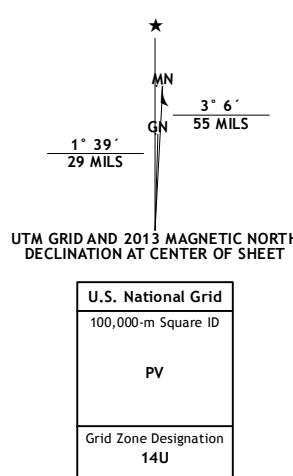 ★
MN
3° 6´
55 MILS
GN
1° 39´
29 MILS
UTM GRID AND 2013 MAGNETIC NORTH
DECLINATION AT CENTER OF SHEET
U.S. National Grid
100,000-m Square ID
PV
Grid Zone Designation
14U